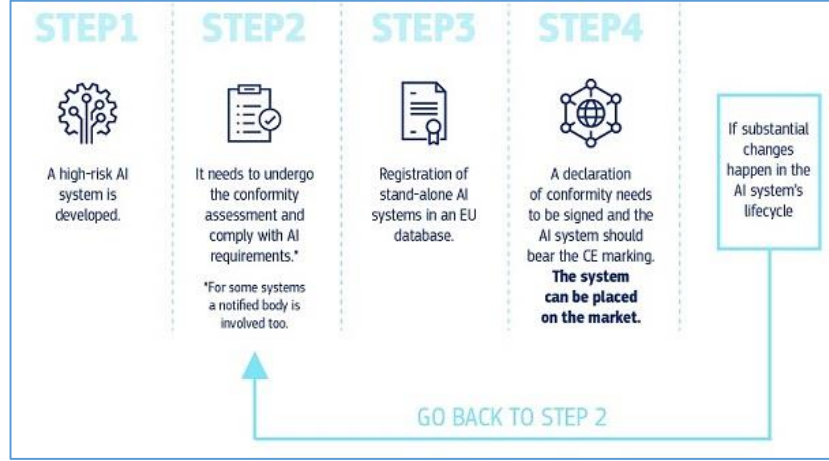 STEP1
A high-risk AI
system is
developed.
STEP2
It needs to undergo
the conformity
assessment and
comply with AI
requirements.*
*For some systems
a notified body is
involved too.
STEP3
Registration of
stand-alone AI
systems in an EU
database.
STEP4
A declaration
of conformity needs
to be signed and the
AI system should
bear the CE marking.
The system
can be placed
on the market.
If substantial
changes
happen in the
AI system's
lifecycle
GO BACK TO STEP 2